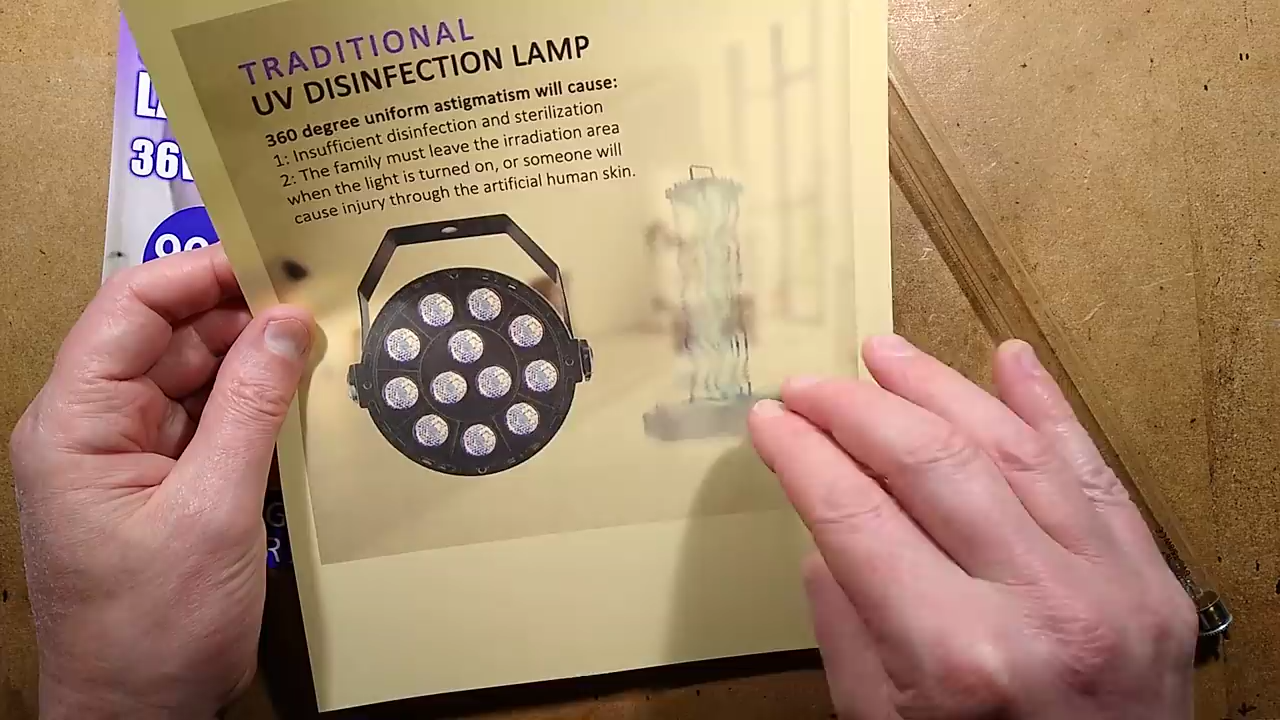 TRADITIONAL
UV DISINFECTION LAMP
360 degree uniform astigmatism will cause:
1: Insufficient disinfection and sterilization
2: The family must leave the irradiation area
when the light is turned on, or someone will
cause injury through the artificial human skin.